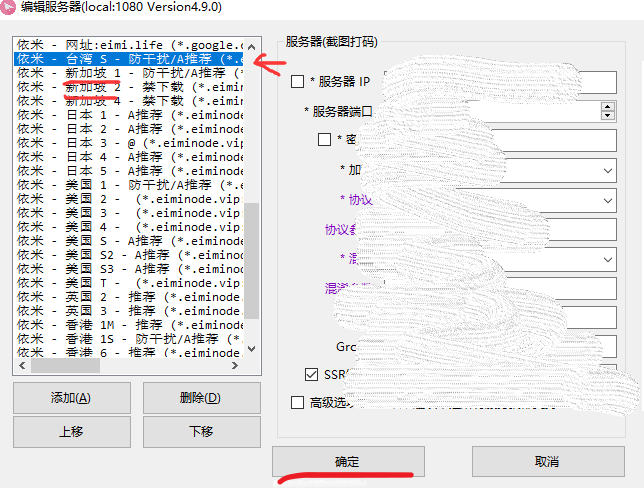 编辑服务器(local:1080 Version4.9.0)
依米 - 网址:eimi.life (*.google.c
依米 - 台湾 S - 防干扰/A推荐 (*.e
依米 - 新加坡 1 - 防干扰/A推荐 (*
依米 - 新加坡 2 - 禁下载 (*.eimin
依米 - 新加坡 4 - 禁下载 (*.eimin
依米 - 日本 1 - A推荐 (*.eiminode
依米 - 日本 2 - A推荐 (*.eiminode
依米 - 日本 3 - @ (*.eiminode.vip
依米 - 日本 4 - A推荐 (*.eiminode
依米 - 日本 5 - A推荐 (*.eiminode
依米 - 美国 1 - 防干扰/A推荐 (*.e
依米 - 美国 2 -  (*.eiminode.vip
依米 - 美国 3 -  (*.eiminode.vip
依米 - 美国 4 -  (*.eiminode.vip
依米 - 美国 S - A推荐 (*.eiminode
依米 - 美国 S2 - A推荐 (*.eiminod
依米 - 美国 S3 - A推荐 (*.eiminod
依米 - 美国 T -  (*.eiminode.vip
依米 - 英国 2 - 推荐 (*.eiminode.
依米 - 英国 3 - 推荐 (*.eiminode.
依米 - 香港 1M - 推荐 (*.eiminode
依米 - 香港 1S - 防干扰/A推荐 (*.
依米 - 香港 6 - 推荐 (*.eiminode.
添加(A)
删除(D)
上移
下移
服务器(截图打码)
* 服务器 IP
* 服务器端口
* 密
* 加
* 协议
协议
* 混
混淆
Gro
SSR
高级选
确定
取消